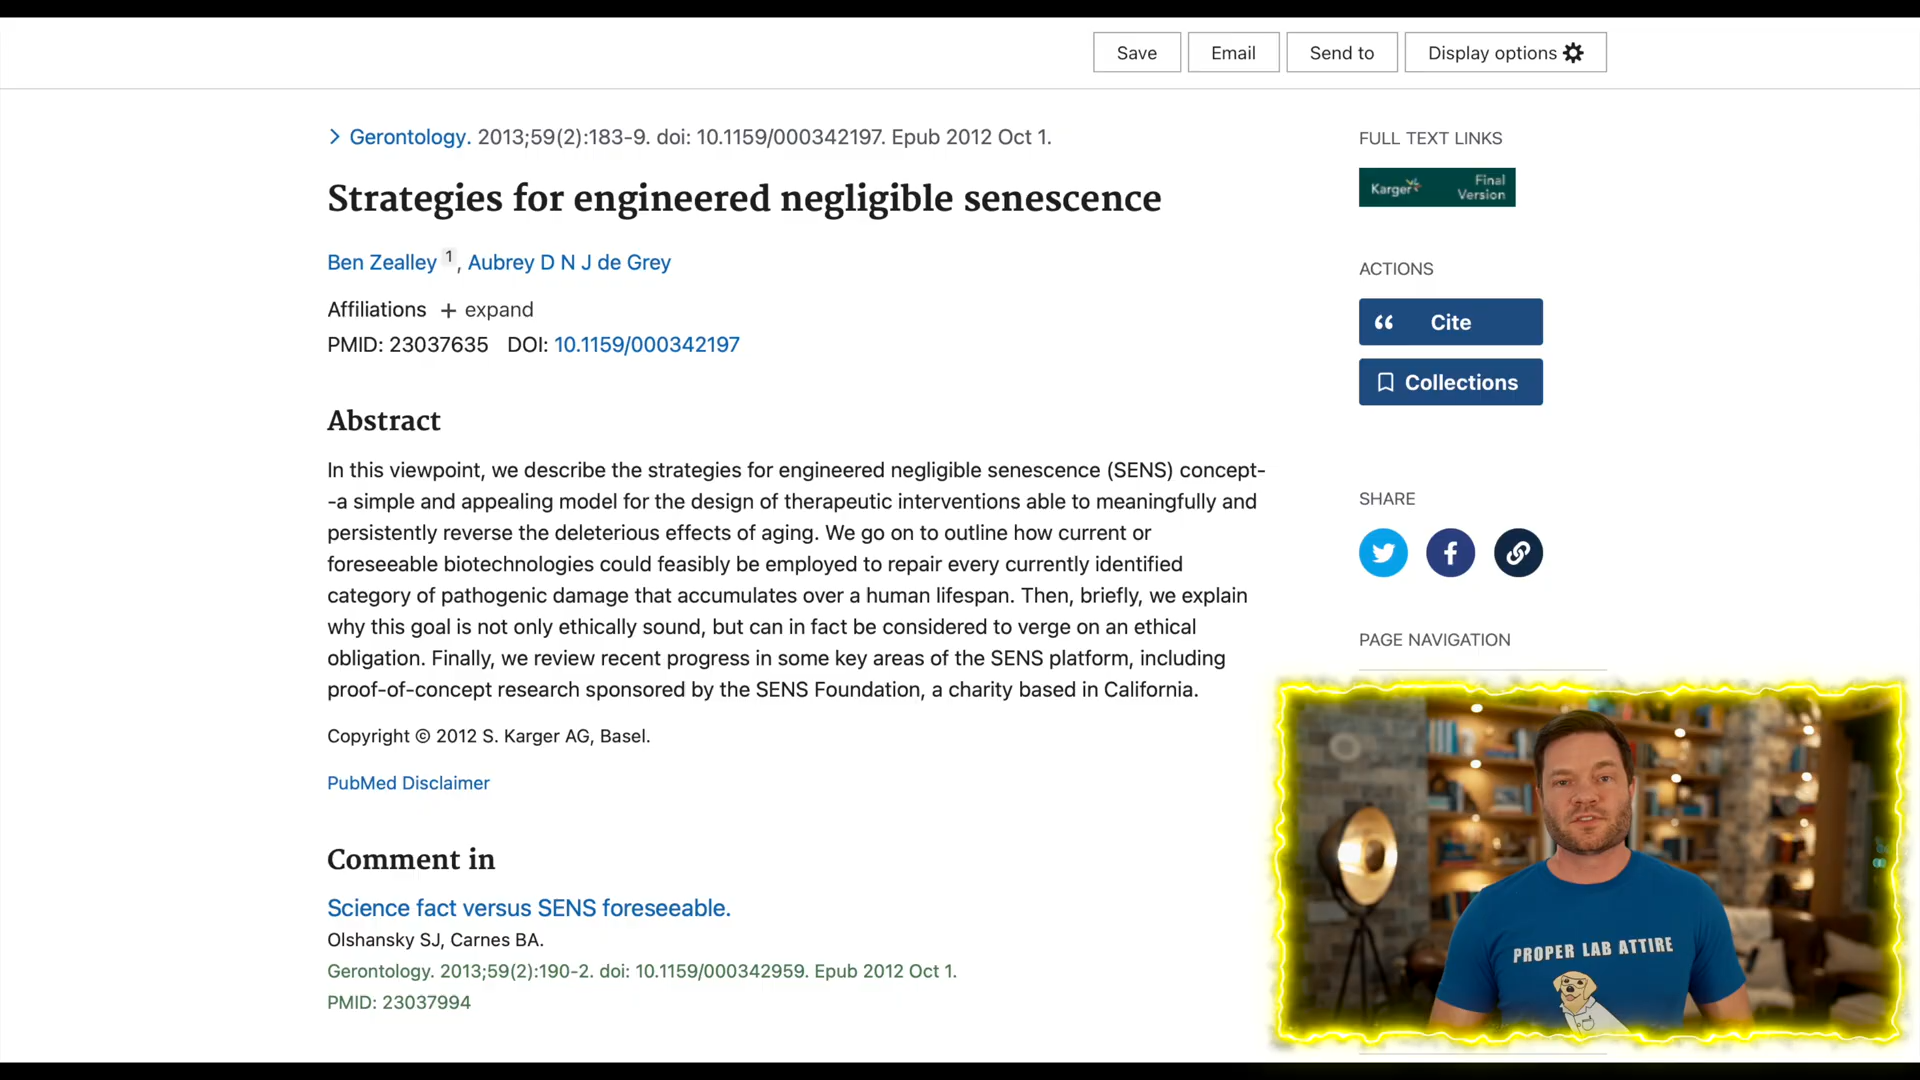 Save
Email
Send to
Display options
Gerontology. 2013;59(2):183-9. doi: 10.1159/000342197. Epub 2012 Oct 1.
Strategies for engineered negligible senescence
Ben Zealley 1, Aubrey D N J de Grey
Affiliations + expand
PMID: 23037635 DOI: 10.1159/000342197
Abstract
In this viewpoint, we describe the strategies for engineered negligible senescence (SENS) concept-
-a simple and appealing model for the design of therapeutic interventions able to meaningfully and
persistently reverse the deleterious effects of aging. We go on to outline how current or
foreseeable biotechnologies could feasibly be employed to repair every currently identified
category of pathogenic damage that accumulates over a human lifespan. Then, briefly, we explain
why this goal is not only ethically sound, but can in fact be considered to verge on an ethical
obligation. Finally, we review recent progress in some key areas of the SENS platform, including
proof-of-concept research sponsored by the SENS Foundation, a charity based in California.
Copyright © 2012 S. Karger AG, Basel.
PubMed Disclaimer
Comment in
Science fact versus SENS foreseeable.
Olshansky SJ, Carnes BA.
Gerontology. 2013;59(2):190-2. doi: 10.1159/000342959. Epub 2012 Oct 1.
PMID: 23037994
FULL TEXT LINKS
Karger
Final
Version
ACTIONS
Cite
Collections
SHARE
PAGE NAVIGATION
PROPER LAB ATTIRE